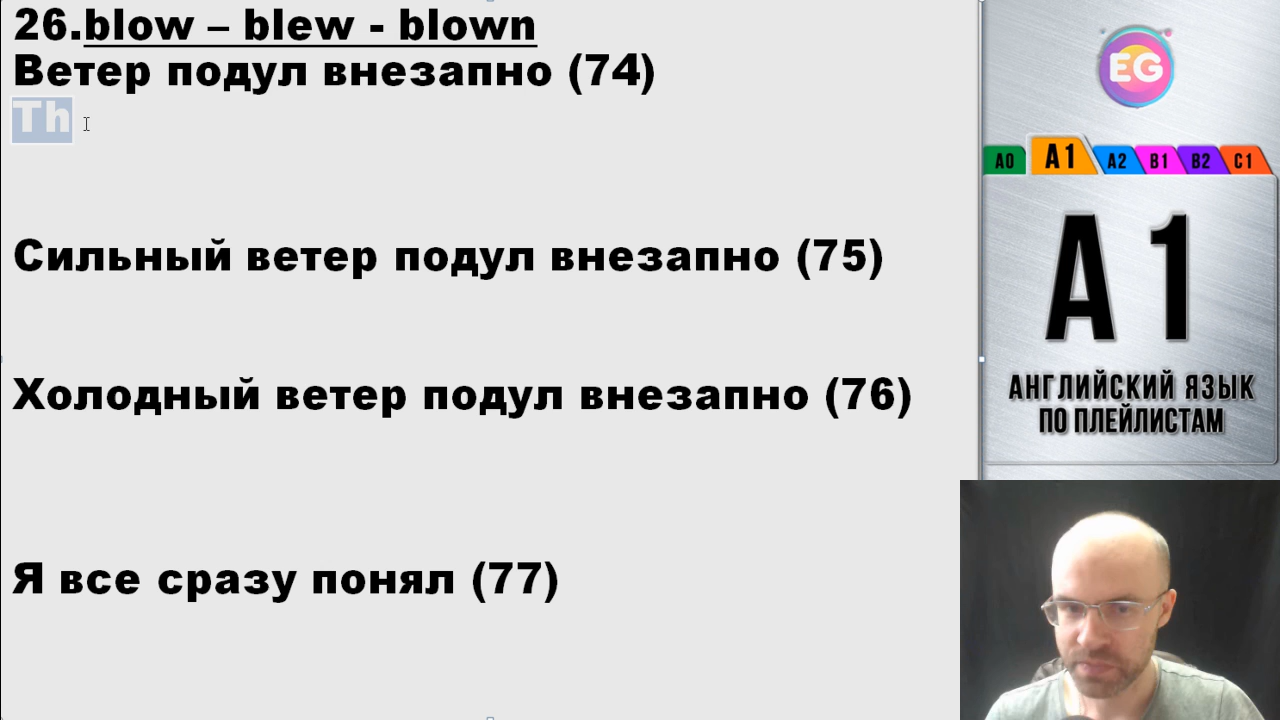 26.blow – blew - blown
Ветер подул внезапно (74)
Th
Сильный ветер подул внезапно (75)
Холодный ветер подул внезапно (76)
Я все сразу понял (77)
EG
A0 A1 A2 B1 B2 C1
A 1
АНГЛИЙСКИЙ ЯЗЫК
ПО ПЛЕЙЛИСТАМ